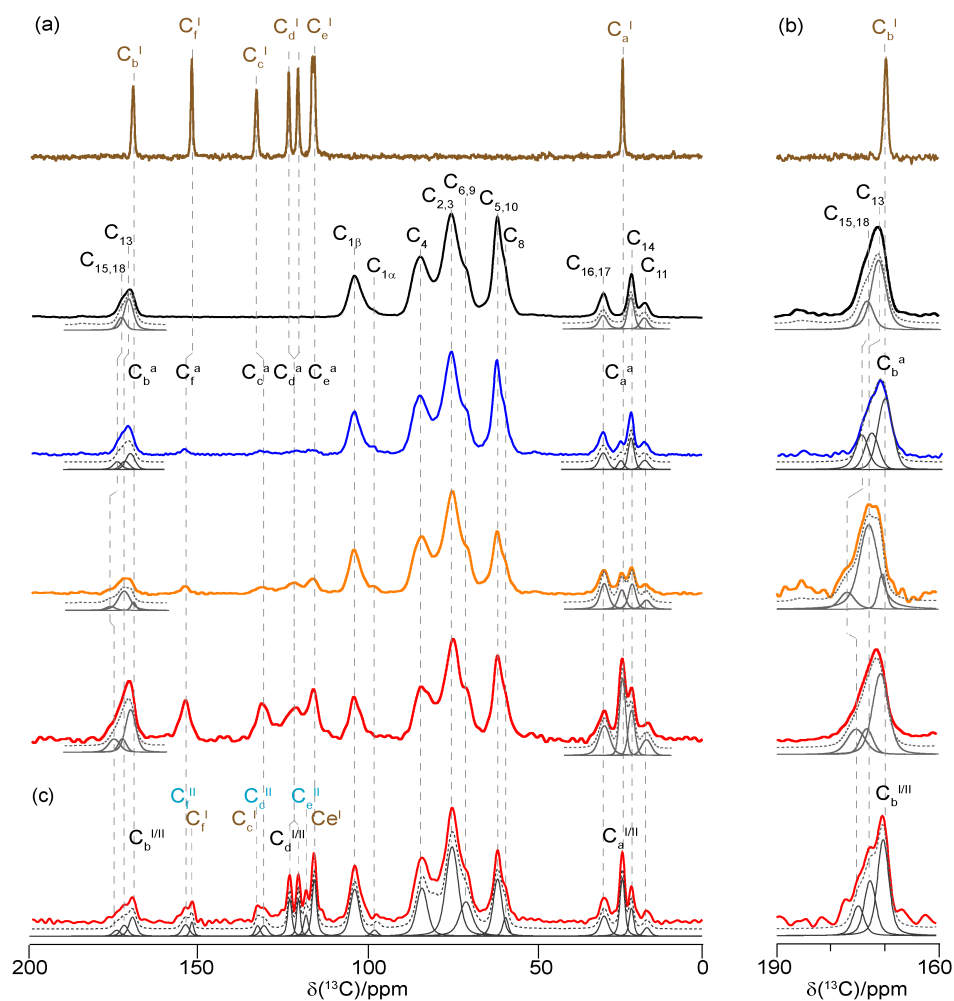 (a) (b)
C_b^I C_f^I C_c^I C_d^I C_e^I C_a^I C_b^I
C_15,18 C_13 C_1β C_1α C_4 C_2,3 C_6,9 C_5,10 C_8 C_16,17 C_14 C_11 C_15,18 C_13
C_b^a C_f^a C_c^a C_d^a C_e^a C_a^a C_b^a
(c)
C_f^II C_d^II C_e^II
C_b^I/II C_f^I C_c^I C_d^I/II Ce^I C_a^I/II C_b^I/II
200 150 100 50 0 190 160
δ(¹³C)/ppm δ(¹³C)/ppm